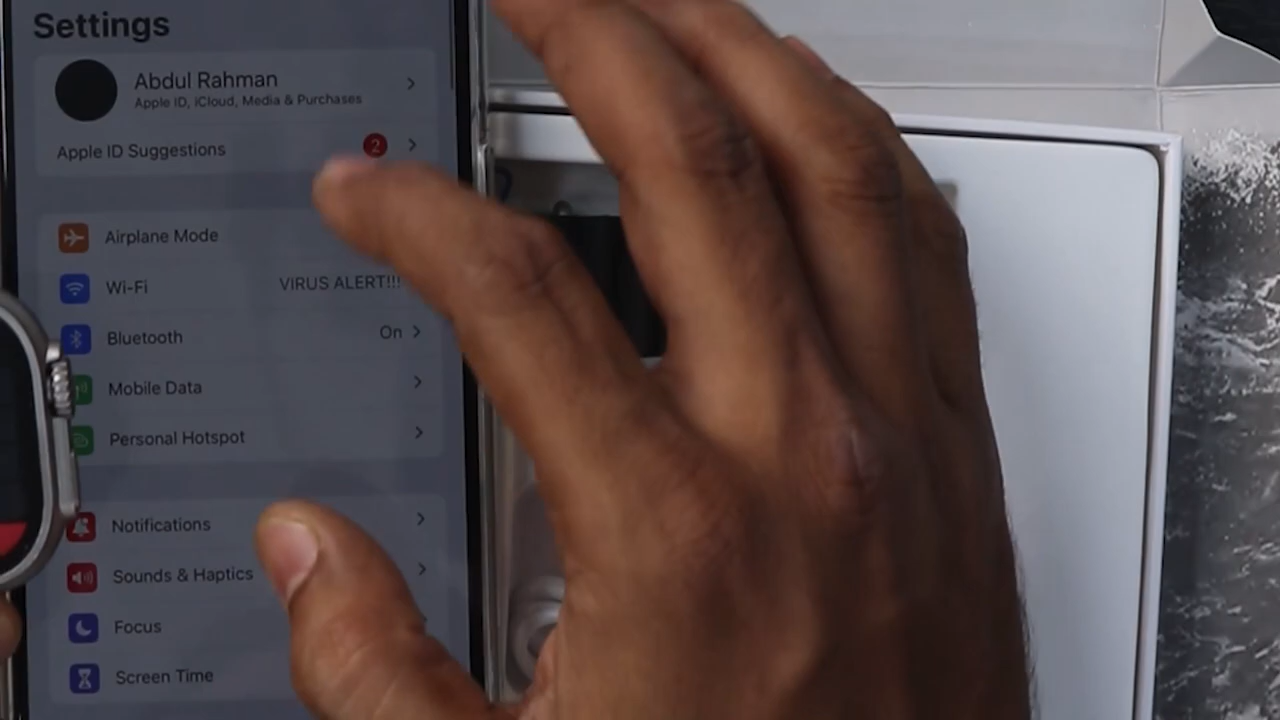 Settings
Abdul Rahman
Apple ID, iCloud, Media & Purchases
Apple ID Suggestions 2
Airplane Mode
Wi-Fi VIRUS ALERT!!!
Bluetooth On
Mobile Data
Personal Hotspot
Notifications
Sounds & Haptics
Focus
Screen Time